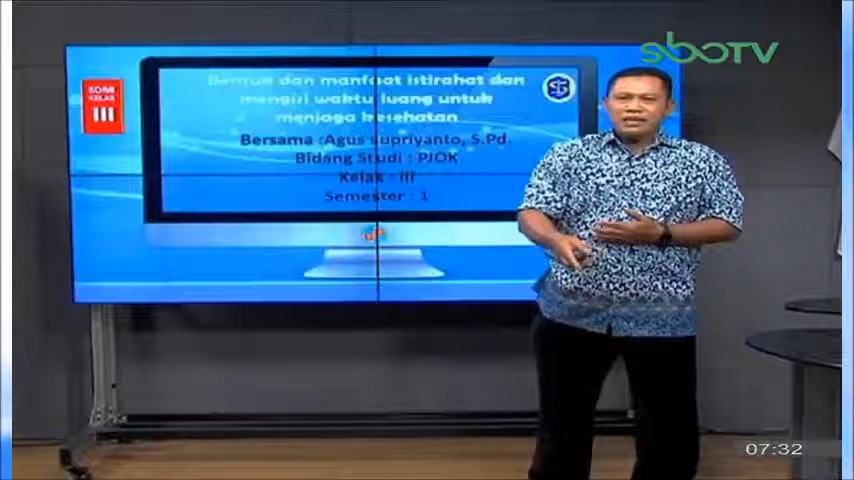 sboTV
SD/MI
KELAS
III
Bentuk dan manfaat istirahat dan
mengisi waktu luang untuk
menjaga kesehatan
Bersama :Agus supriyanto, S.Pd.
Bidang Studi : PJOK
Kelas : III
Semester : 1
07:32